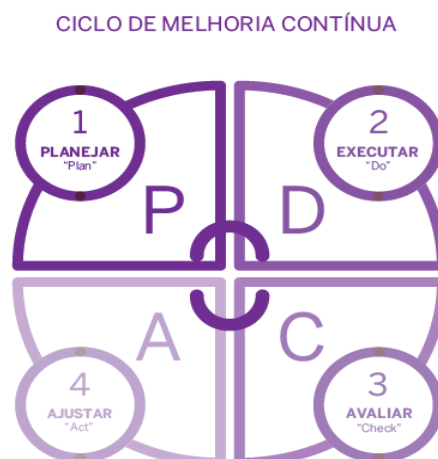 CICLO DE MELHORIA CONTÍNUA
1
PLANEJAR
"Plan"
P
2
EXECUTAR
"Do"
D
3
AVALIAR
"Check"
C
4
AJUSTAR
"Act"
A